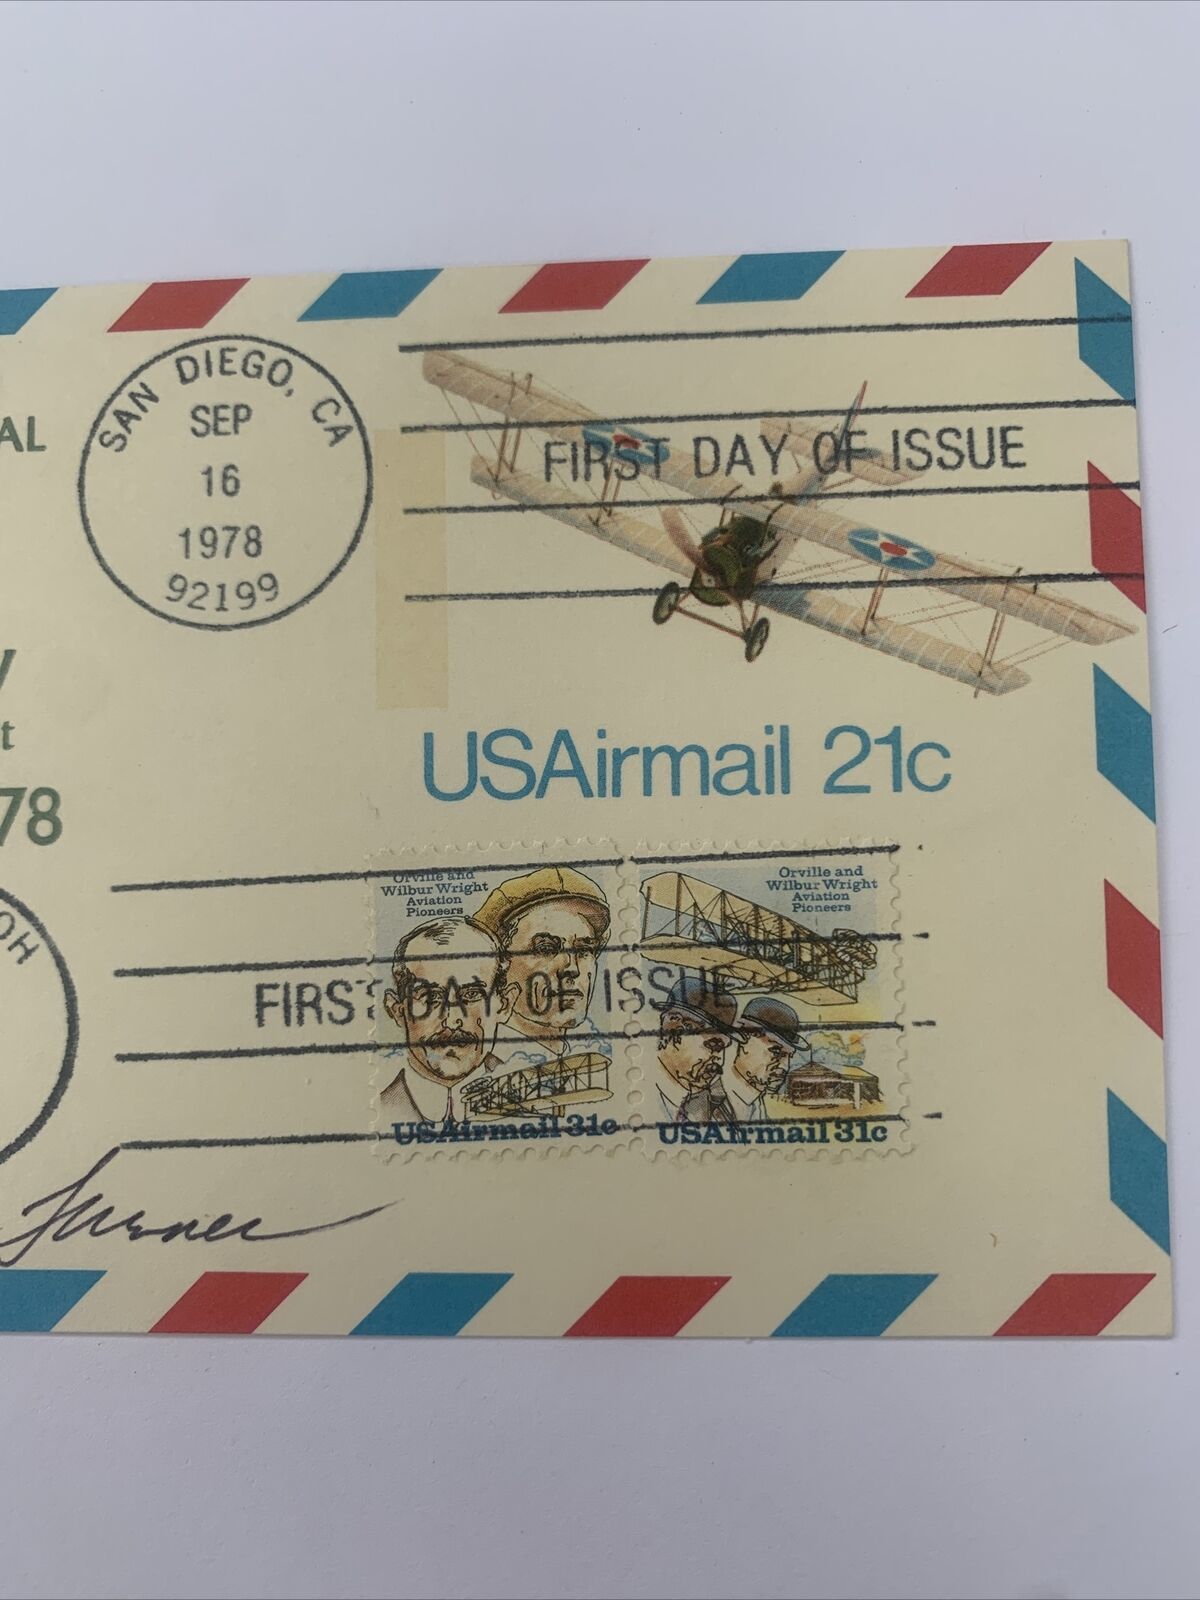 SAN DIEGO, CA
SEP
16
1978
92199
FIRST DAY OF ISSUE
AL
y
t
78
USAirmail 21c
OH
Orville and
Wilbur Wright
Aviation
Pioneers
USAirmail 31c
Orville and
Wilbur Wright
Aviation
Pioneers
USAirmail 31c
FIRST DAY OF ISSUE